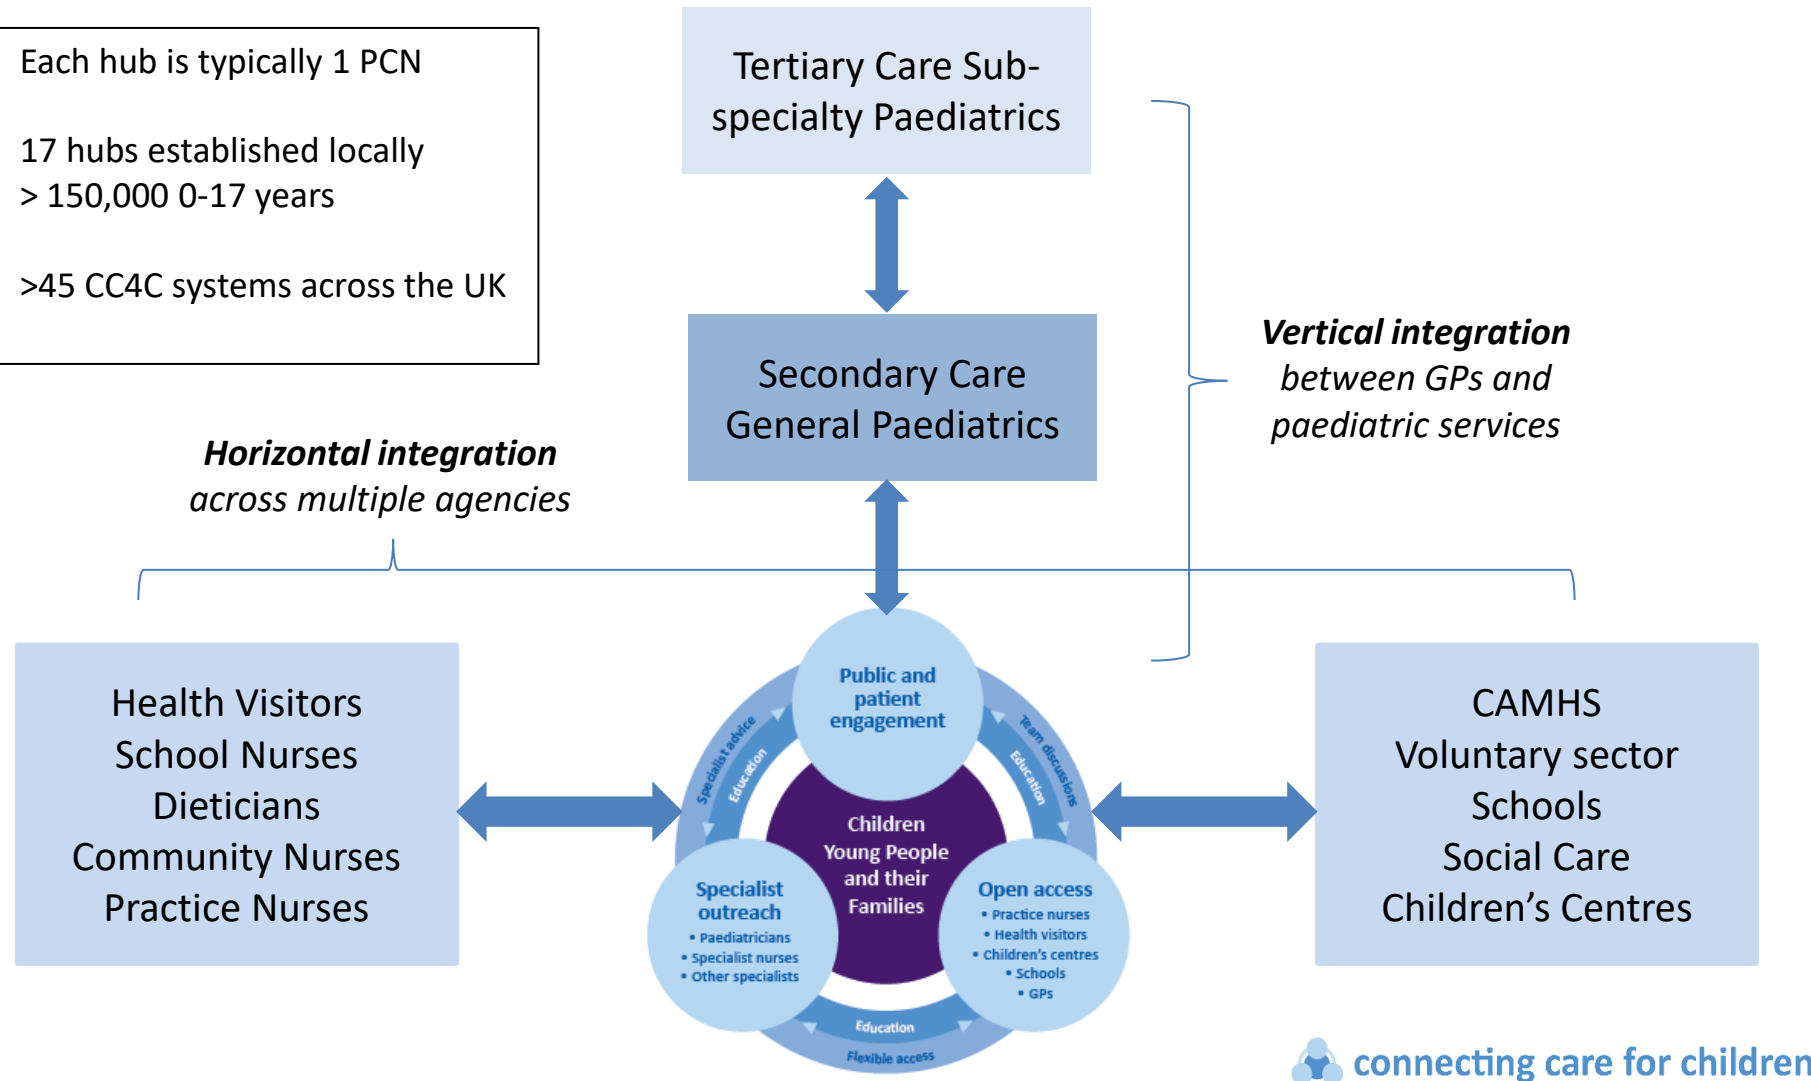 Each hub is typically 1 PCN
17 hubs established locally
> 150,000 0-17 years
>45 CC4C systems across the UK
Tertiary Care Sub-
specialty Paediatrics
Secondary Care
General Paediatrics
Vertical integration
between GPs and
paediatric services
Horizontal integration
across multiple agencies
Health Visitors
School Nurses
Dieticians
Community Nurses
Practice Nurses
Public and
patient
engagement
Specialist advice
Education
Team discussions
Education
Children
Young People
and their
Families
Specialist
outreach
• Paediatricians
• Specialist nurses
• Other specialists
Open access
• Practice nurses
• Health visitors
• Children's centres
• Schools
• GPs
Education
Flexible access
CAMHS
Voluntary sector
Schools
Social Care
Children’s Centres
connecting care for children